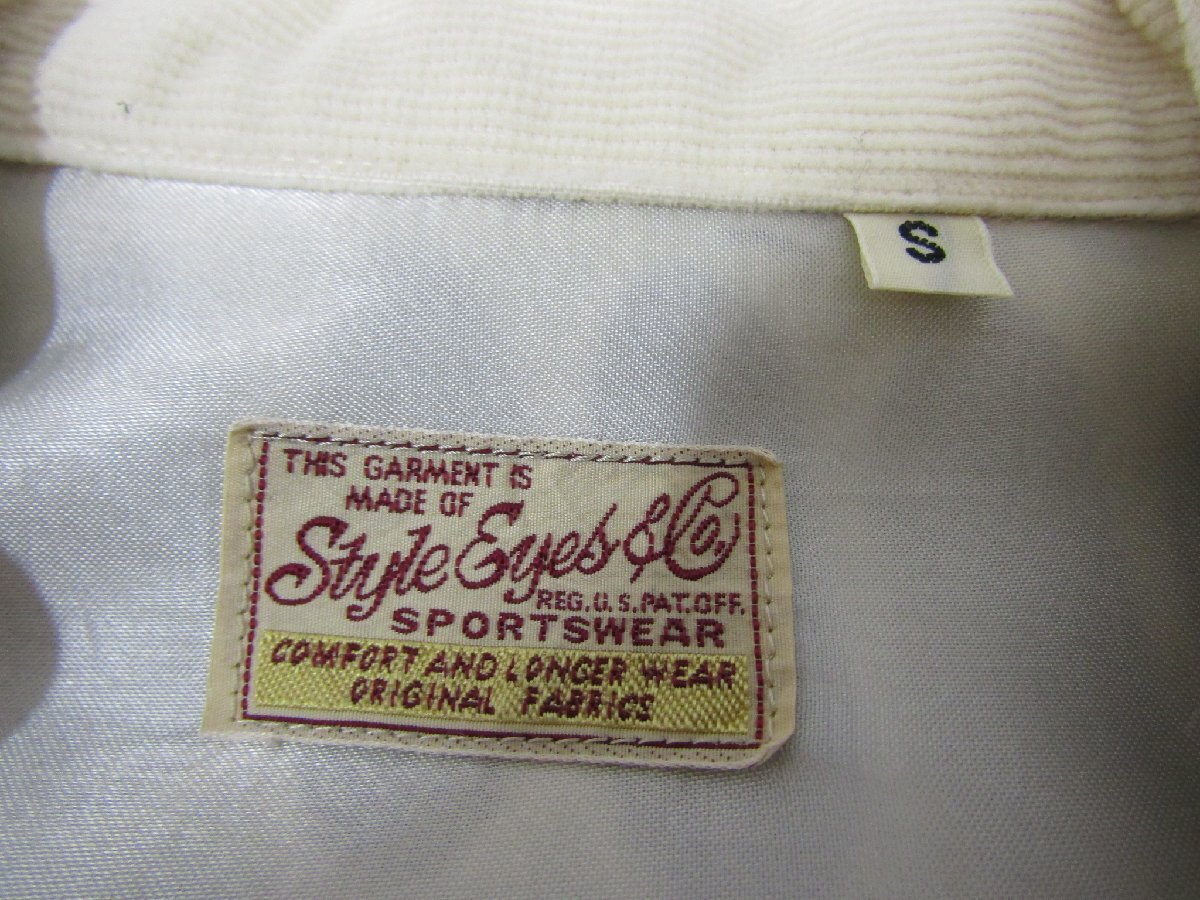 S
THIS GARMENT IS
MADE OF
Style Eyes & Co,
REG. U. S. PAT. OFF.
SPORTSWEAR
COMFORT AND LONGER WEAR
ORIGINAL FABRICS